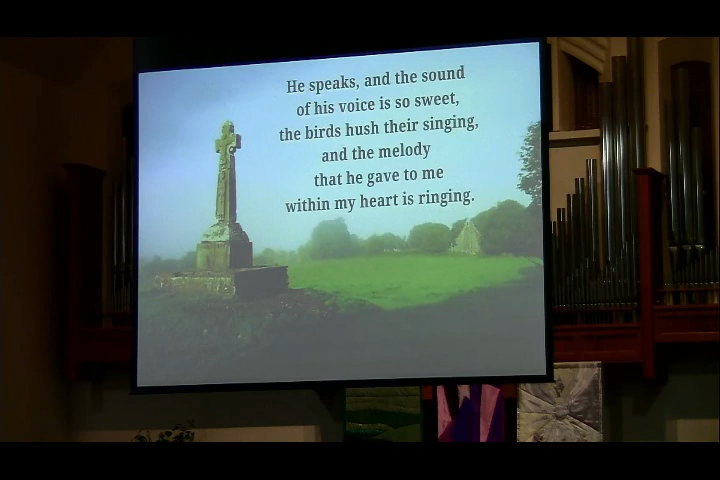 He speaks, and the sound
of his voice is so sweet,
the birds hush their singing,
and the melody
that he gave to me
within my heart is ringing.